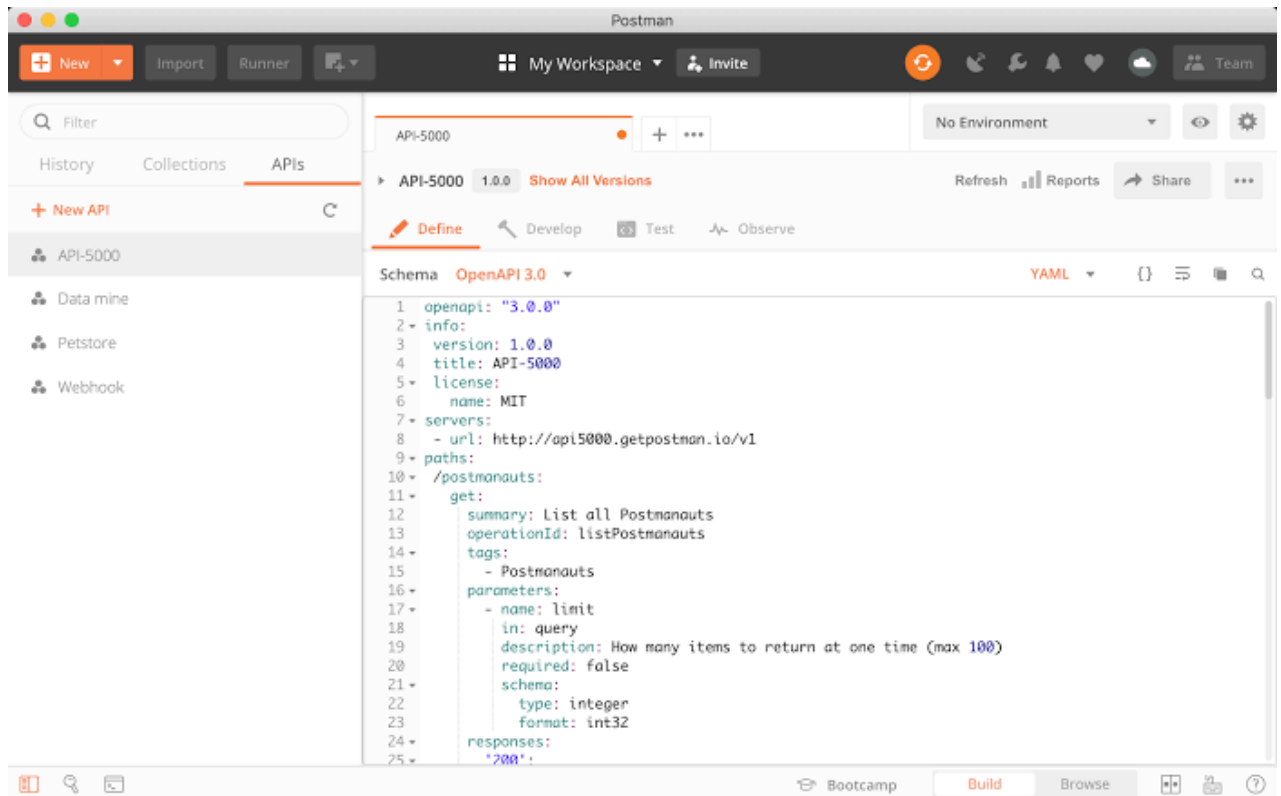 Postman
New Import Runner My Workspace Invite Team
Filter
History Collections APIs
+ New API
API-5000
Data mine
Petstore
Webhook
API-5000 + •••
No Environment
API-5000 1.0.0 Show All Versions Refresh Reports Share •••
Define Develop Test Observe
Schema OpenAPI 3.0 YAML {}
1 openapi: "3.0.0"
2 info:
3 version: 1.0.0
4 title: API-5000
5 license:
6 name: MIT
7 servers:
8 - url: http://api5000.getpostman.io/v1
9 paths:
10 /postmanauts:
11 get:
12 summary: List all Postmanauts
13 operationId: listPostmanauts
14 tags:
15 - Postmanauts
16 parameters:
17 - name: limit
18 in: query
19 description: How many items to return at one time (max 100)
20 required: false
21 schema:
22 type: integer
23 format: int32
24 responses:
25 "200":
Bootcamp Build Browse ?